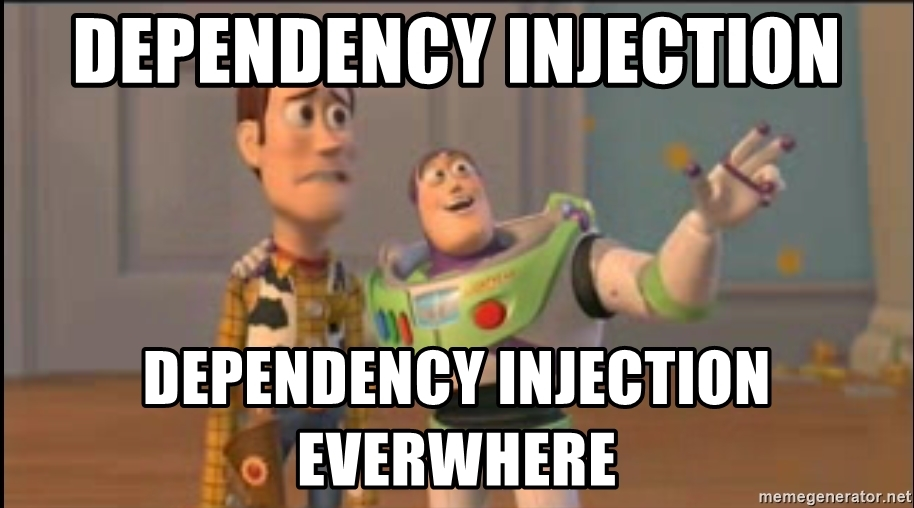 DEPENDENCY INJECTION
DEPENDENCY INJECTION
EVERWHERE
memegenerator.net